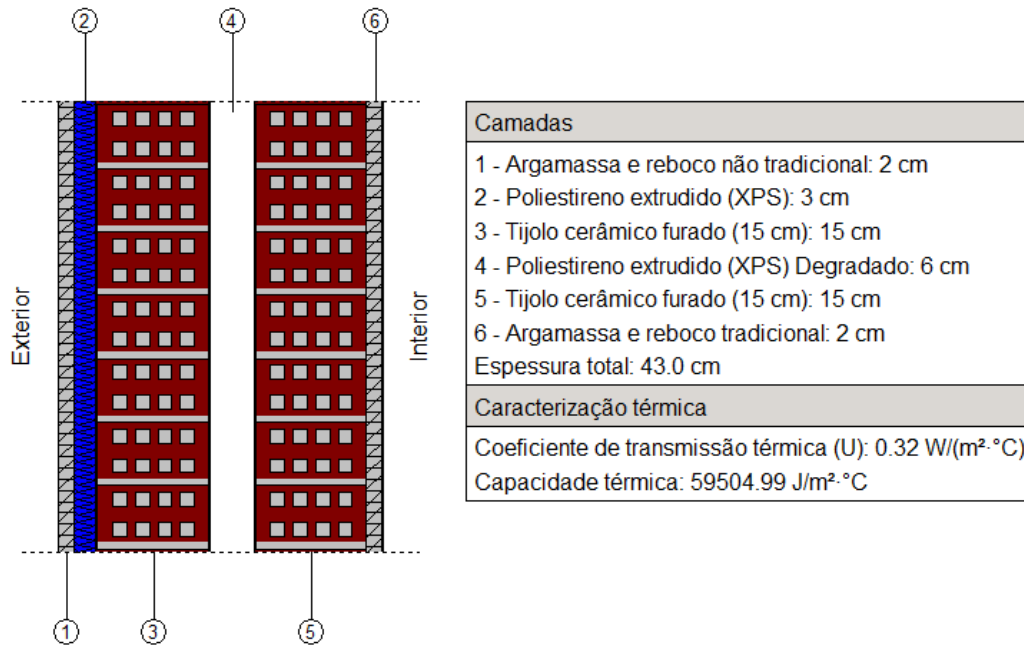 2
4
6
Exterior
Interior
1
3
5
Camadas
1 - Argamassa e reboco não tradicional: 2 cm
2 - Poliestireno extrudido (XPS): 3 cm
3 - Tijolo cerâmico furado (15 cm): 15 cm
4 - Poliestireno extrudido (XPS) Degradado: 6 cm
5 - Tijolo cerâmico furado (15 cm): 15 cm
6 - Argamassa e reboco tradicional: 2 cm
Espessura total: 43.0 cm
Caracterização térmica
Coeficiente de transmissão térmica (U): 0.32 W/(m²·°C)
Capacidade térmica: 59504.99 J/m²·°C